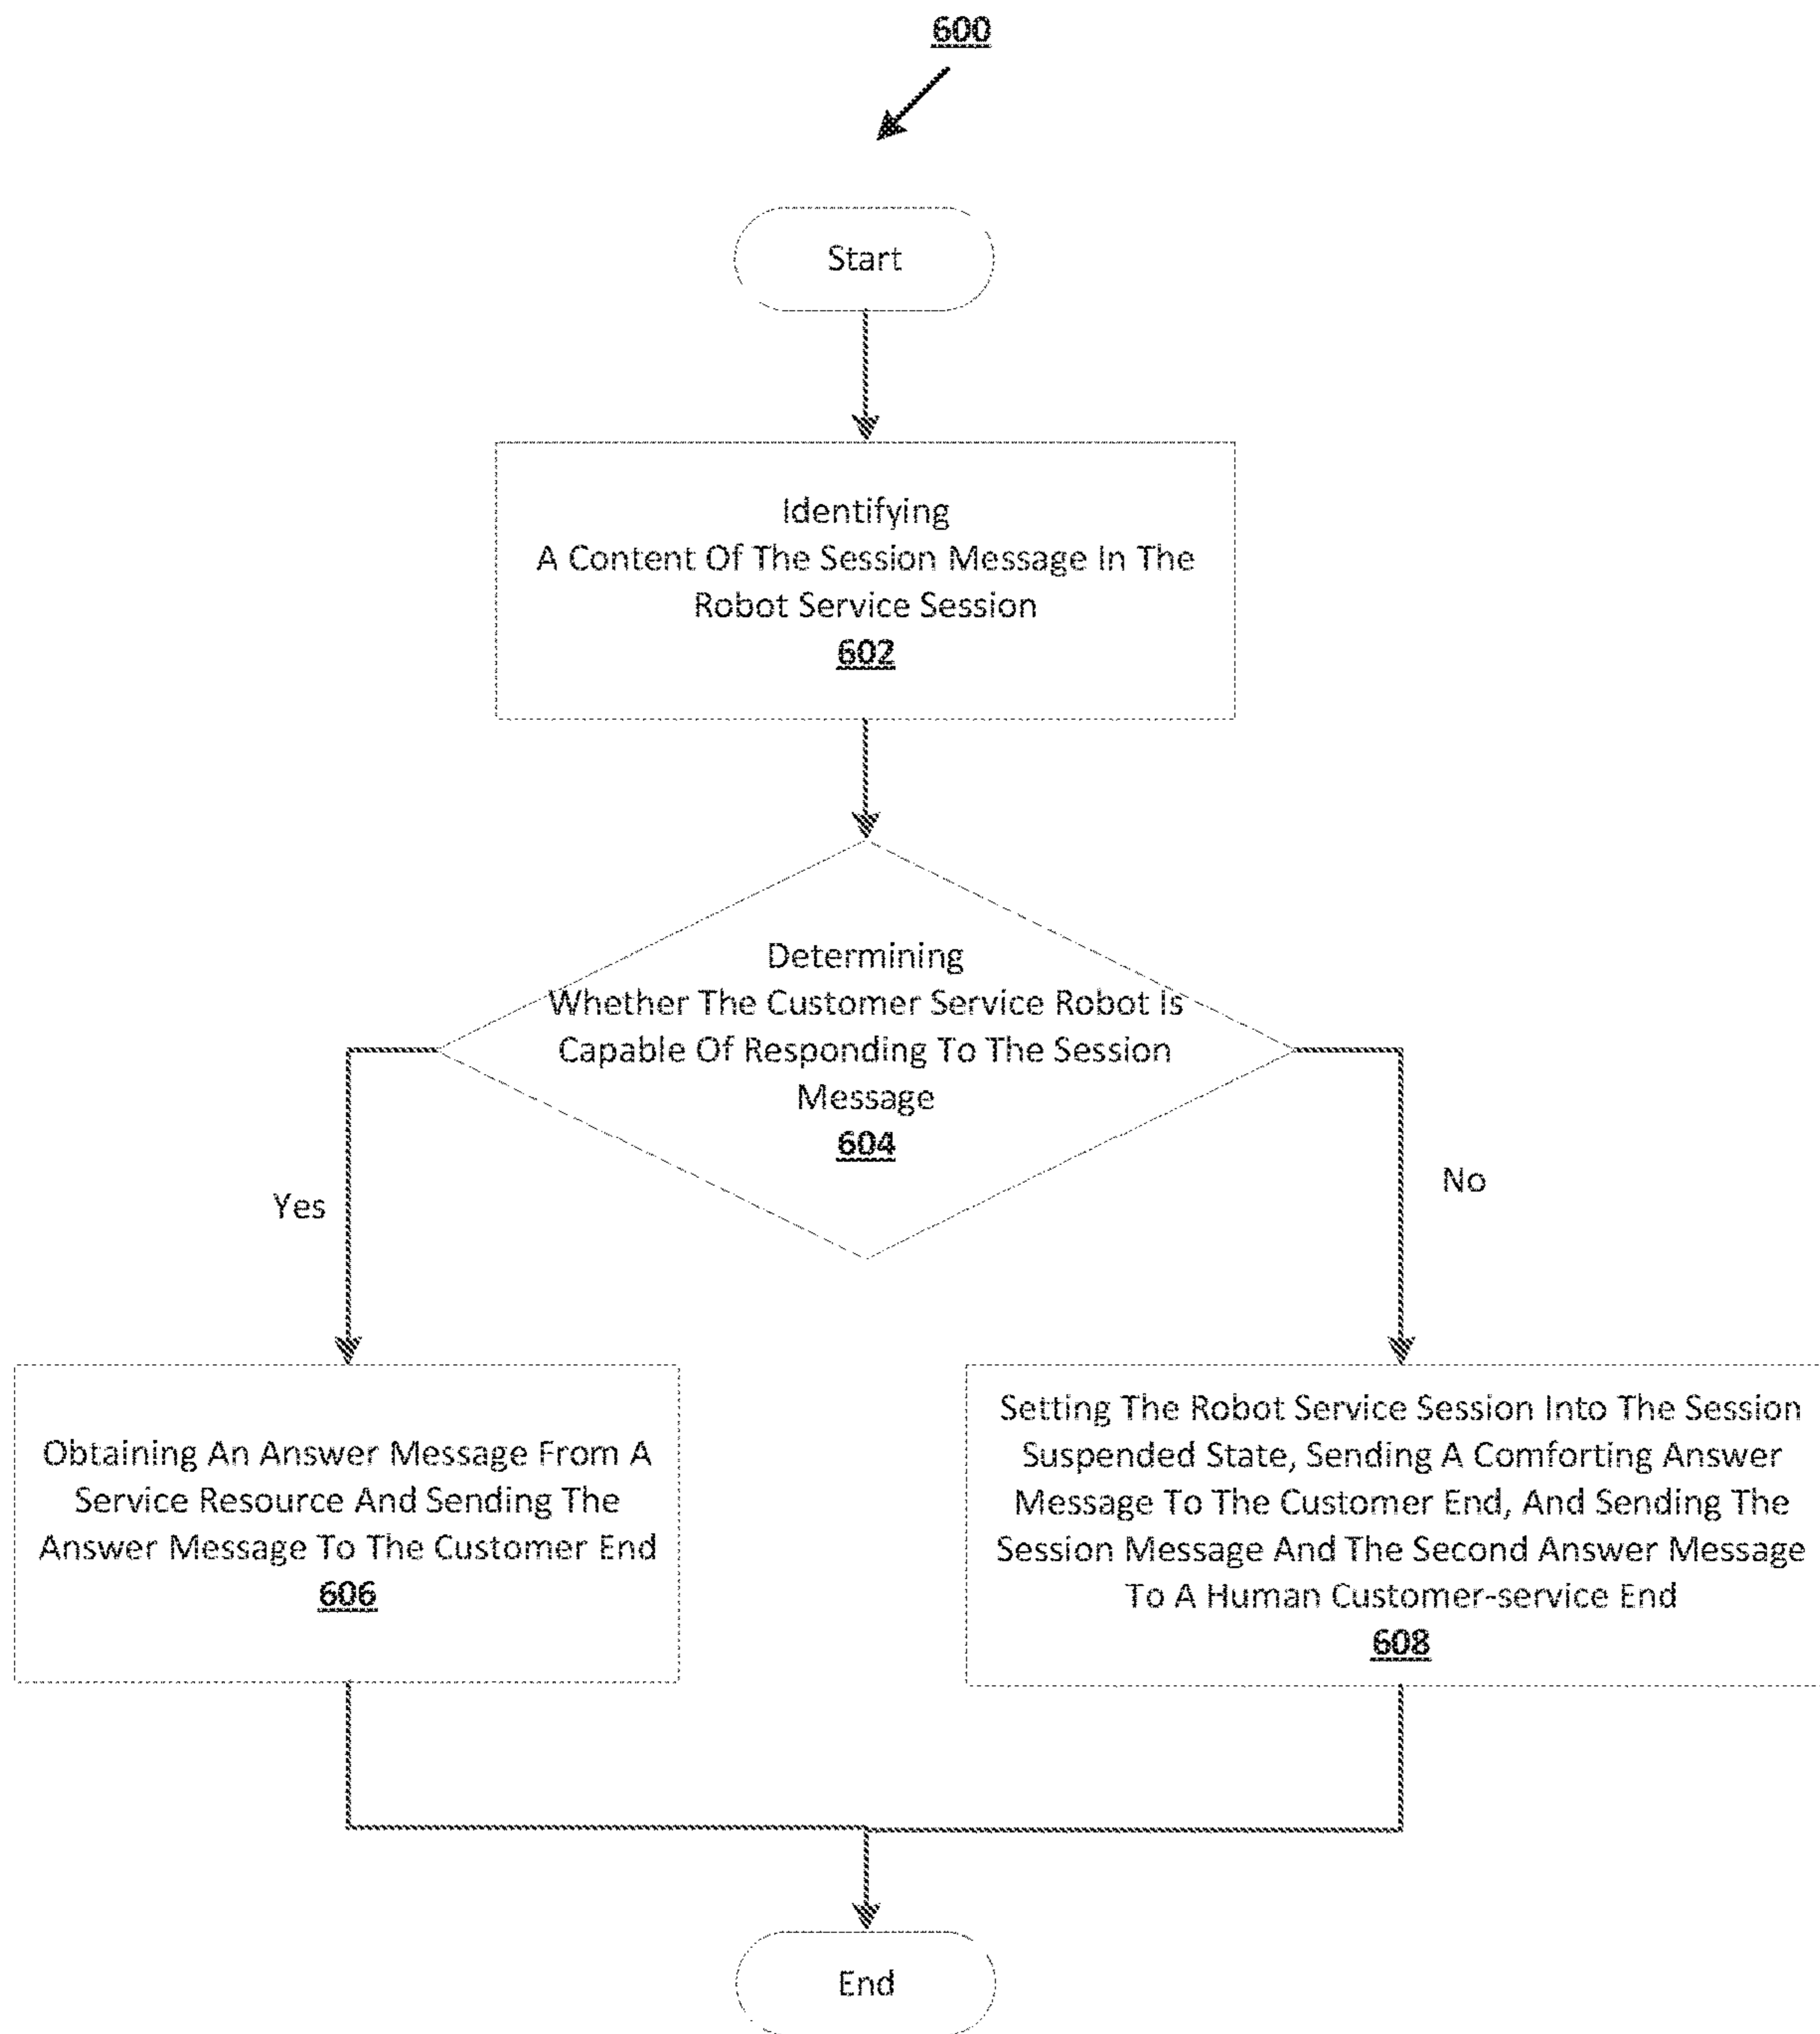 600
Start
Identifying
A Content Of The Session Message In The
Robot Service Session
602
Determining
Whether The Customer Service Robot Is
Capable Of Responding To The Session
Message
604
Yes
No
Obtaining An Answer Message From A
Service Resource And Sending The
Answer Message To The Customer End
606
Setting The Robot Service Session Into The Session
Suspended State, Sending A Comforting Answer
Message To The Customer End, And Sending The
Session Message And The Second Answer Message
To A Human Customer-service End
608
End